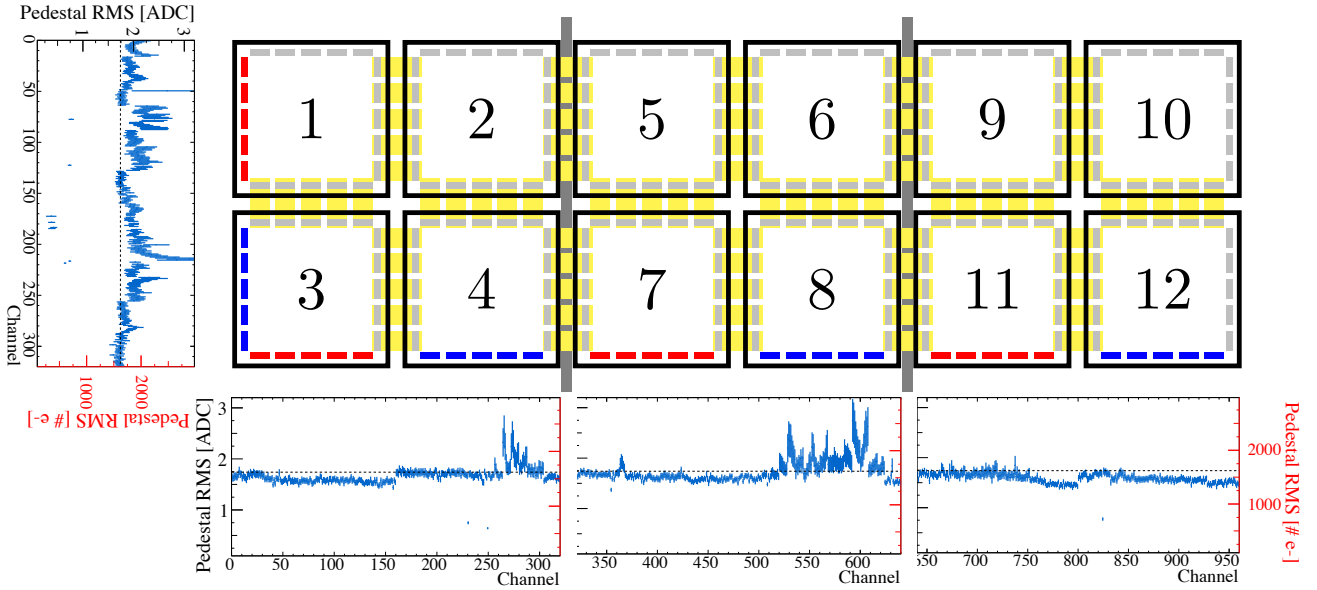 Pedestal RMS [ADC]
1 2 3
0
50
100
150
200
250
300
Channel
1000 2000
Pedestal RMS [# e-]
1 2 5 6 9 10
3 4 7 8 11 12
Pedestal RMS [ADC]
3
2
1
0 50 100 150 200 250 300
Channel
350 400 450 500 550 600
Channel
650 700 750 800 850 900 950
Channel
2000
1000
Pedestal RMS [# e-]